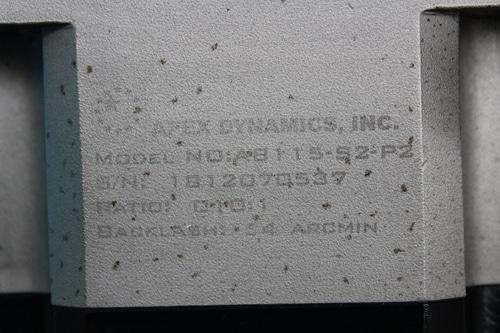 APEX DYNAMICS, INC.
MODEL NO:AB115-S2-P2
S/N: 1812070537
RATIO: 010:1
BACKLASH: ≤4 ARCMIN